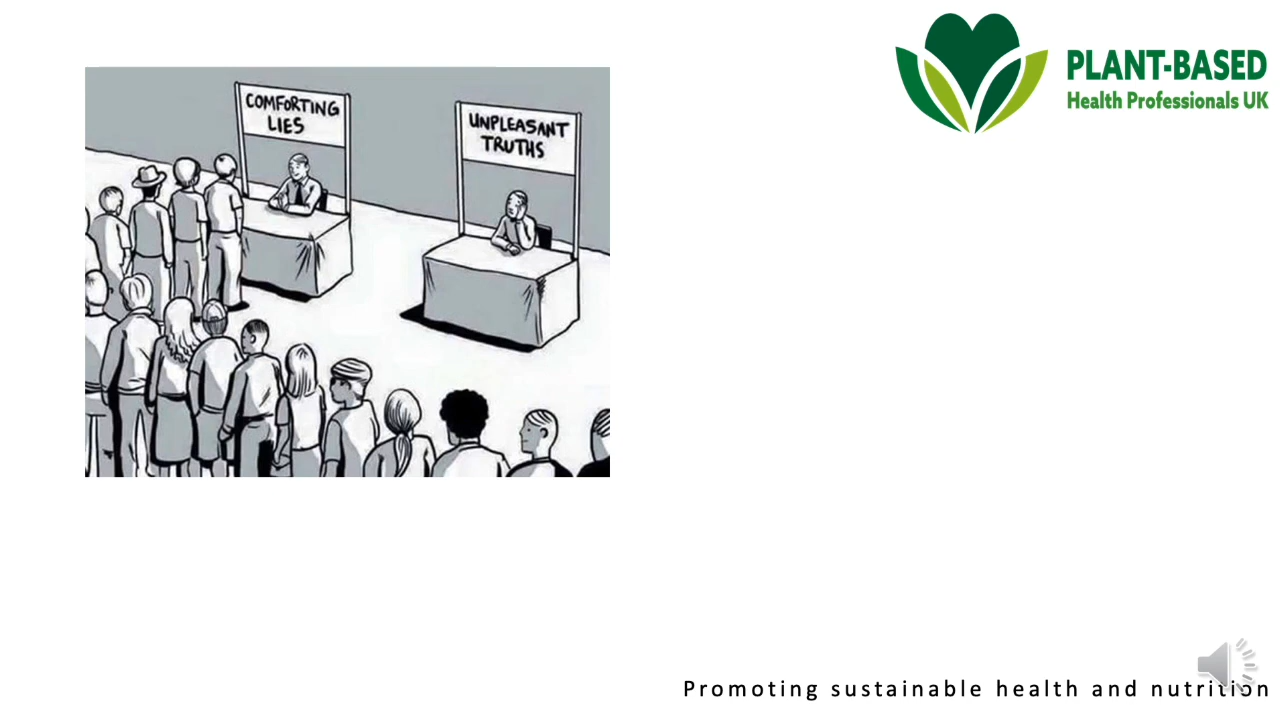 COMFORTING
LIES
UNPLEASANT
TRUTHS
PLANT-BASED
Health Professionals UK
Promoting sustainable health and nutrition